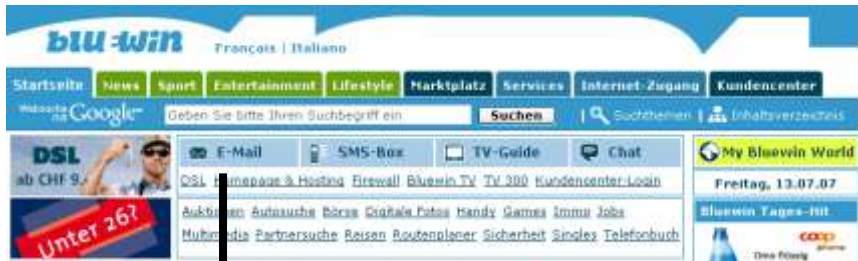 bluewin
Français | Italiano
Startseite News Sport Entertainment Lifestyle Marktplatz Services Internet-Zugang Kundencenter
Google Geben Sie bitte Ihren Suchbegriff ein Suchen | Suchthemen | Inhaltsverzeichnis
DSL
ab CHF 9.-
E-Mail SMS-Box TV-Guide Chat
My Bluewin World
DSL Homepage & Hosting Firewall Bluewin TV TV 300 Kundencenter-Login
Freitag, 13.07.07
Unter 26?
Auktionen Autosuche Börse Digitale Fotos Handy Games Immo Jobs
Multimedia Partnersuche Reisen Routenplaner Sicherheit Singles Telefonbuch
Bluewin Tages-Hit
coop